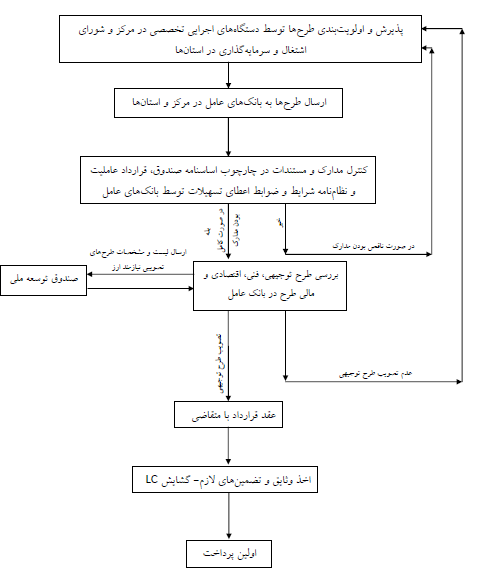 پذیرش و اولویت‌بندی طرح‌ها توسط دستگاه‌های اجرایی تخصصی در مرکز و شورای
اشتغال و سرمایه‌گذاری در استان‌ها
ارسال طرح‌ها به بانک‌های عامل در مرکز و استان‌ها
کنترل مدارک و مستندات در چارچوب اساسنامه صندوق، قرارداد عاملیت
و نظام‌نامه شرایط و ضوابط اعطای تسهیلات توسط بانک‌های عامل
خیر
بله
در صورت کامل
بودن مدارک
در صورت ناقص بودن مدارک
ارسال لیست و مشخصات طرح‌های
تصویبی نیازمند ارز
صندوق توسعه ملی
بررسی طرح توجیهی، فنی، اقتصادی و
مالی طرح در بانک عامل
تصویب طرح توجیهی
عدم تصویب طرح توجیهی
عقد قرارداد با متقاضی
اخذ وثایق و تضمین‌های لازم- گشایش LC
اولین پرداخت